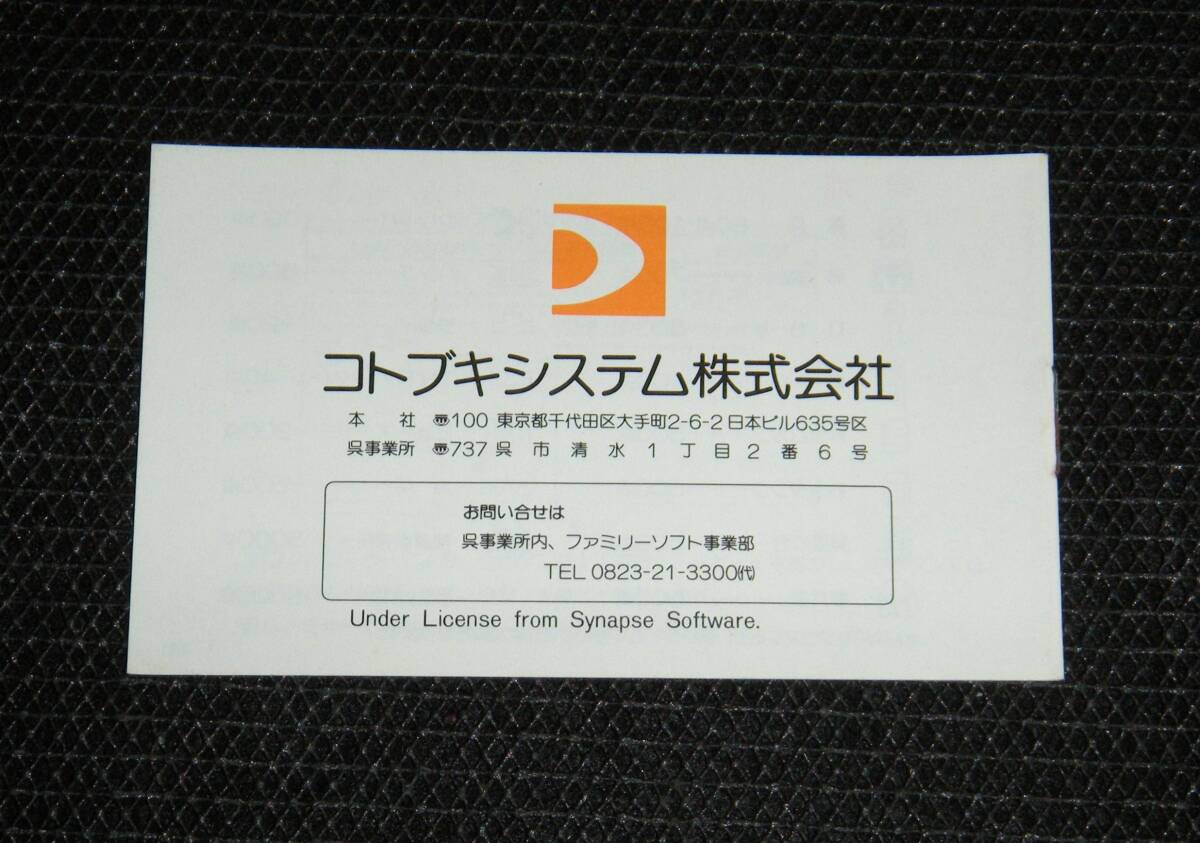 コトブキシステム株式会社
本 社 〠100 東京都千代田区大手町2-6-2日本ビル635号区
呉事業所 〠737 呉市清水1丁目2番6号
お問い合せは
呉事業所内、ファミリーソフト事業部
TEL 0823-21-3300㈹
Under License from Synapse Software.